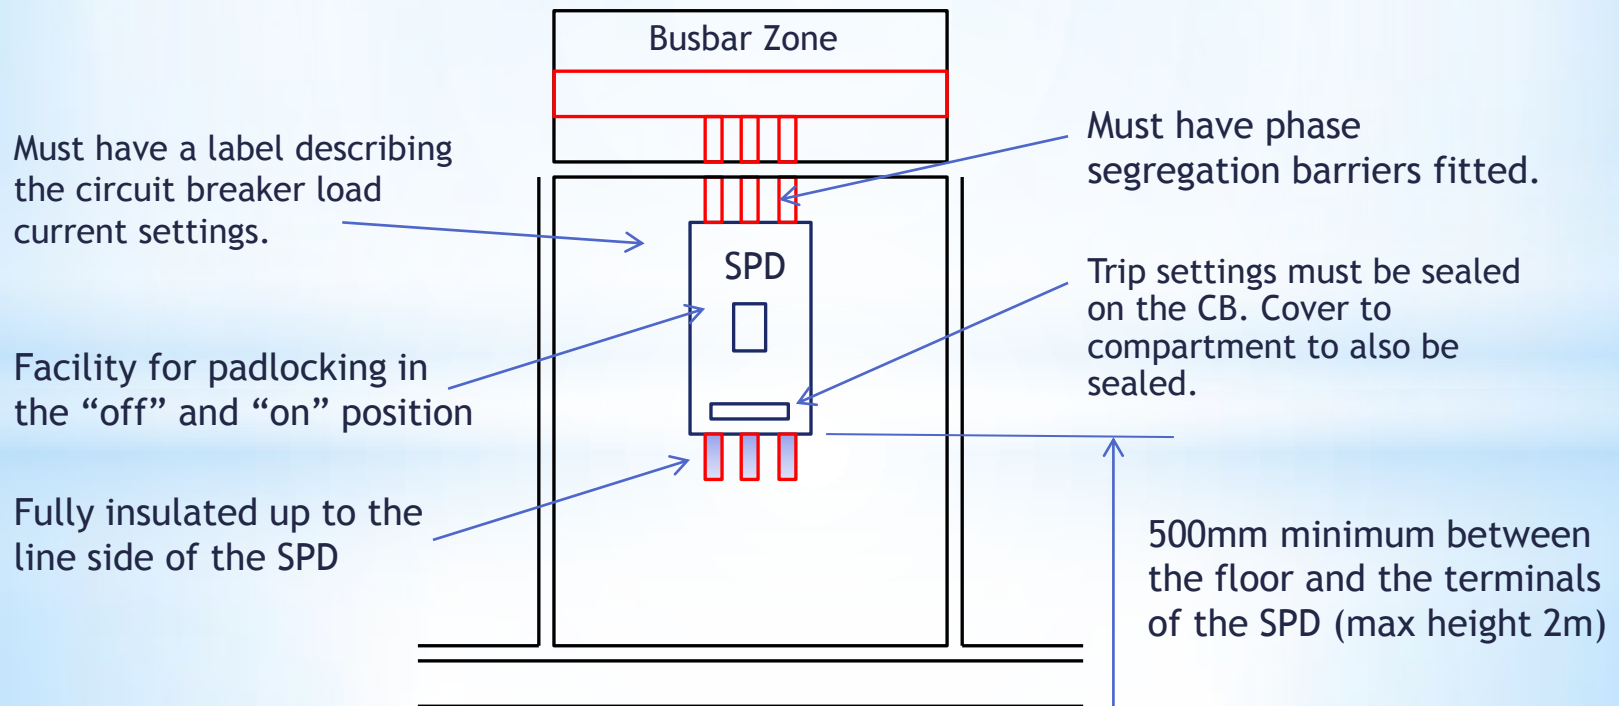 Busbar Zone
Must have a label describing
the circuit breaker load
current settings.
Must have phase
segregation barriers fitted.
SPD
Trip settings must be sealed
on the CB. Cover to
compartment to also be
sealed.
Facility for padlocking in
the “off” and “on” position
Fully insulated up to the
line side of the SPD
500mm minimum between
the floor and the terminals
of the SPD (max height 2m)